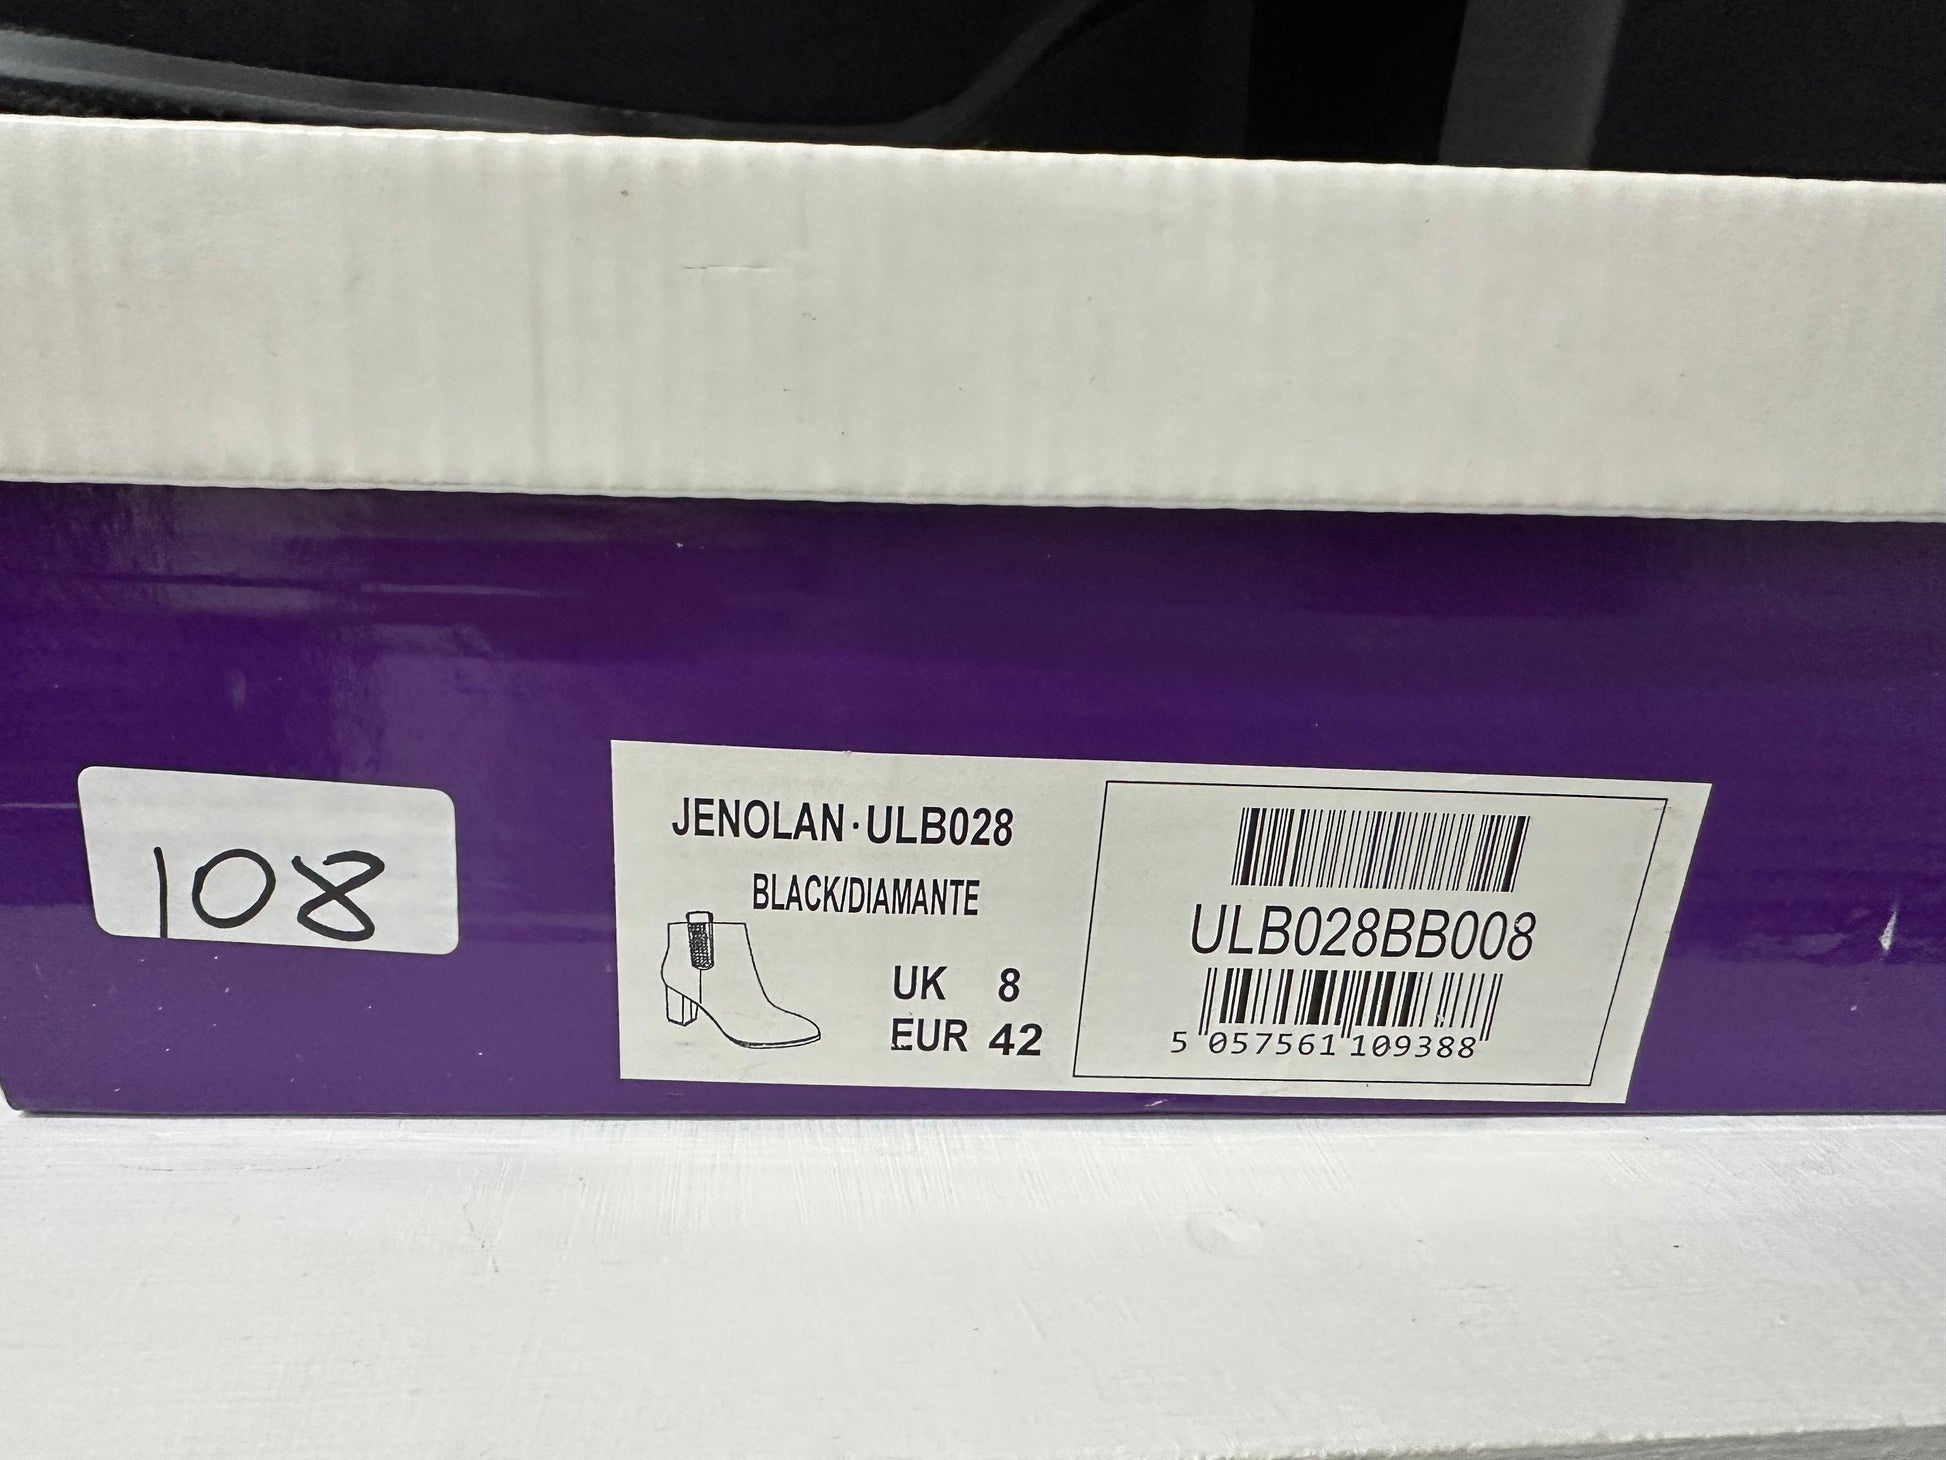 108
JENOLAN·ULB028
BLACK/DIAMANTE
UK 8
EUR 42
ULB028BB008
5 057561 109388